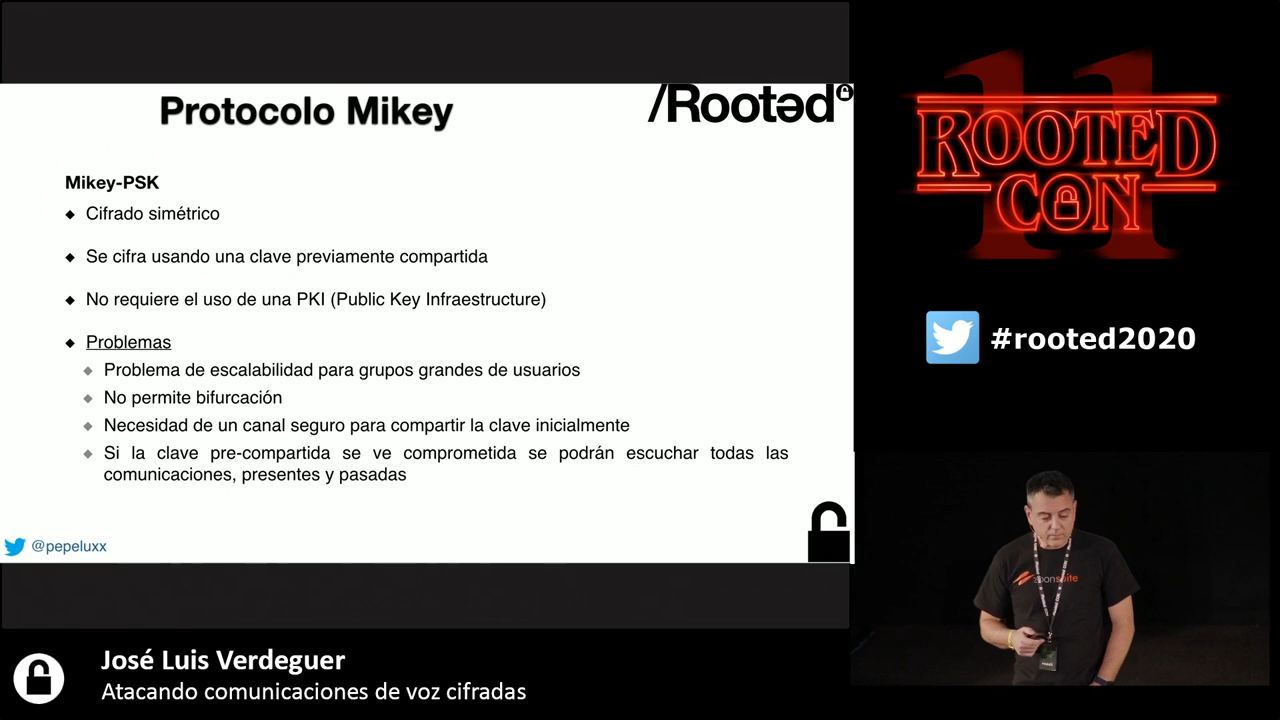 Protocolo Mikey
/Rootəd
Mikey-PSK
Cifrado simétrico
Se cifra usando una clave previamente compartida
No requiere el uso de una PKI (Public Key Infraestructure)
Problemas
Problema de escalabilidad para grupos grandes de usuarios
No permite bifurcación
Necesidad de un canal seguro para compartir la clave inicialmente
Si la clave pre-compartida se ve comprometida se podrán escuchar todas las
comunicaciones, presentes y pasadas
@pepeluxx
11
ROOTED
CON
#rooted2020
José Luis Verdeguer
Atacando comunicaciones de voz cifradas